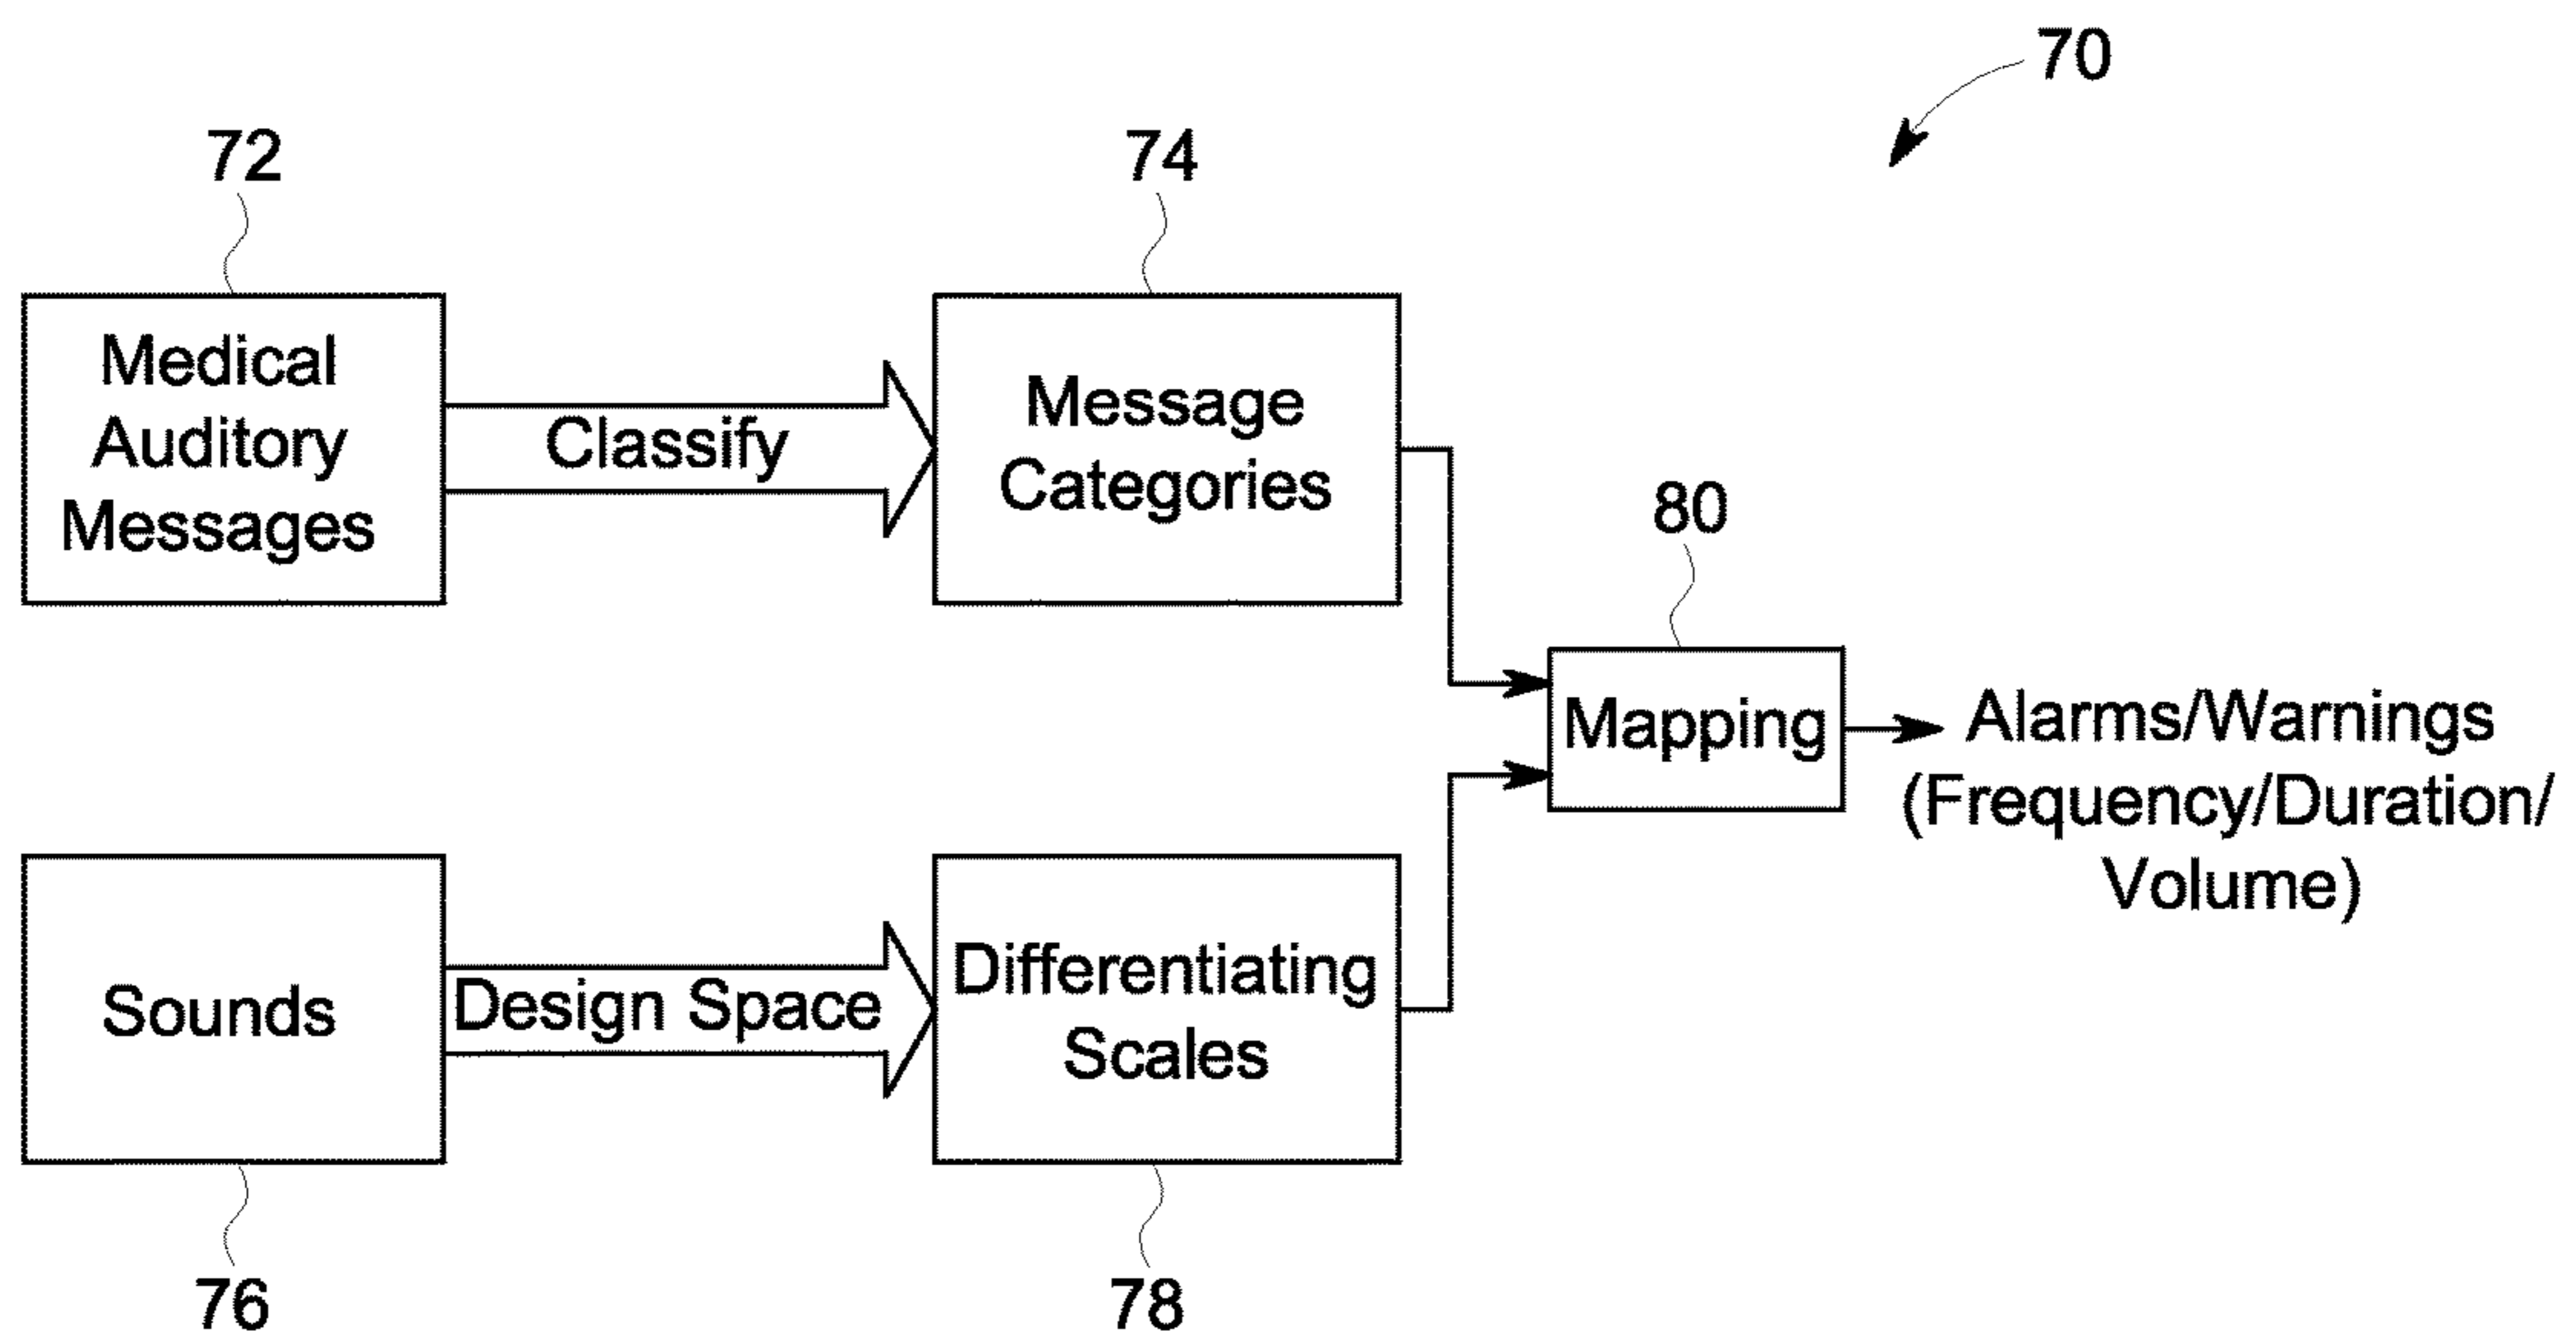 70
72
74
Medical
Auditory
Messages
Classify
Message
Categories
80
Mapping
Alarms/Warnings
(Frequency/Duration/
Volume)
Sounds
Design Space
Differentiating
Scales
76
78